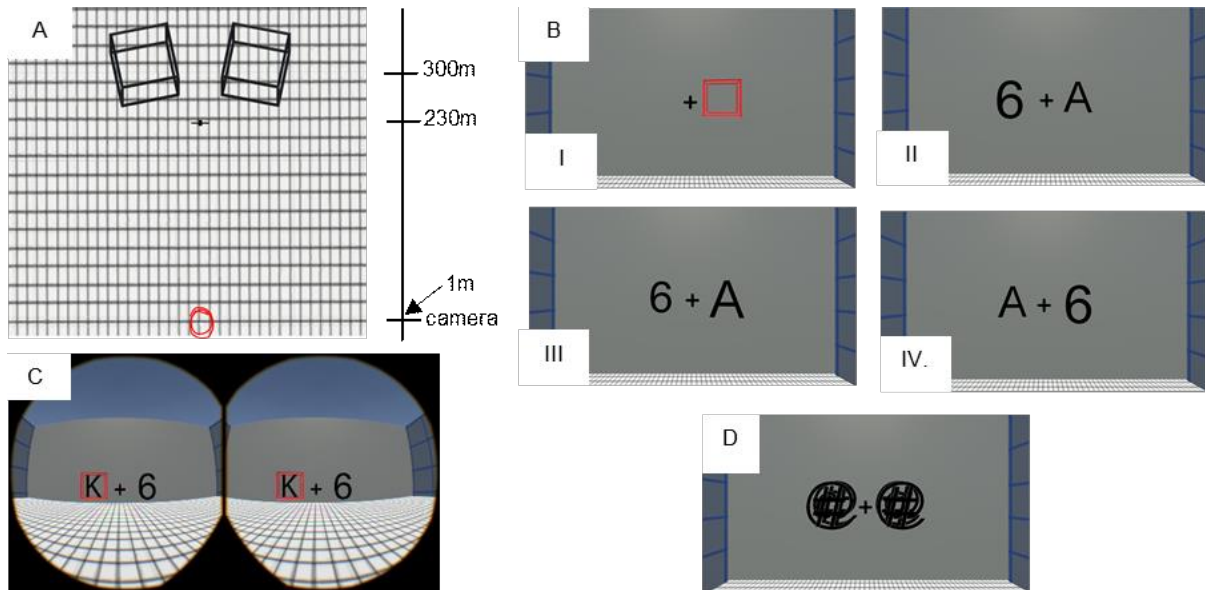 A
300m
230m
1m
camera
B
+
I
6 + A
II
6 + A
III
A + 6
IV.
C
K + 6
K + 6
D
+